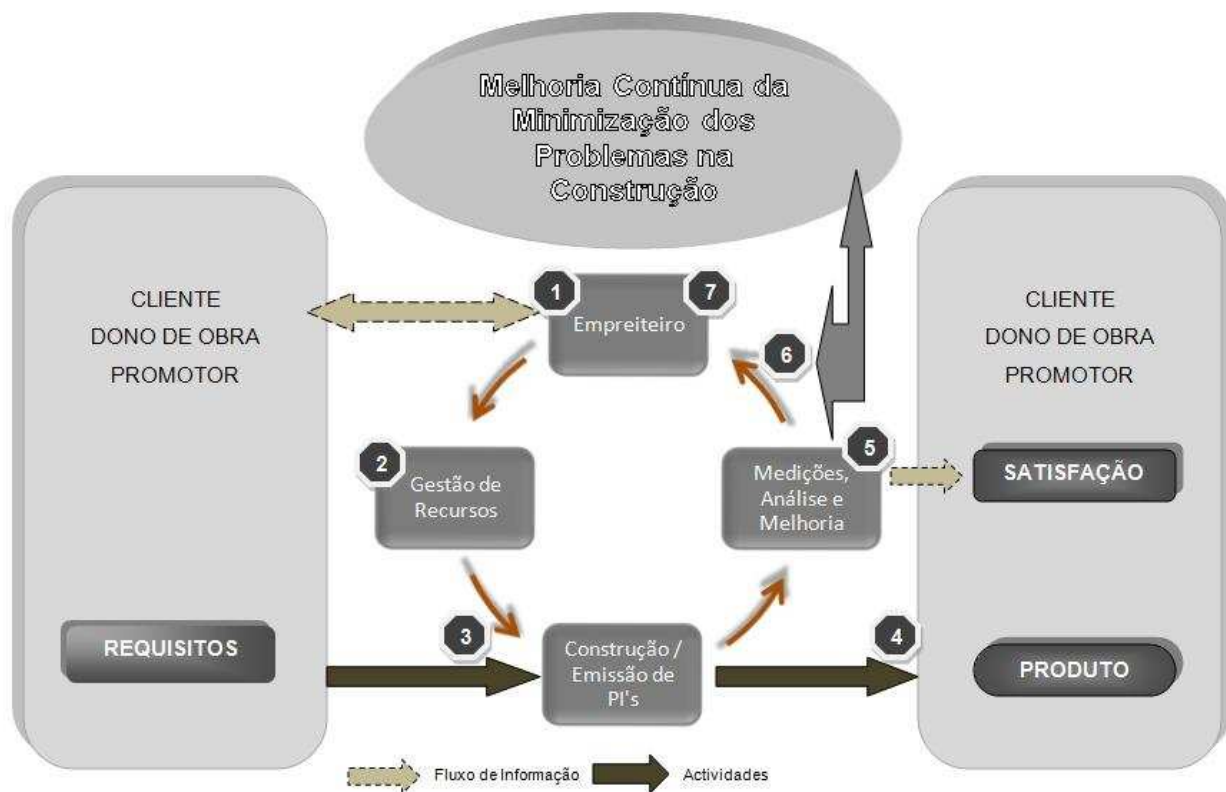 Melhoria Contínua da
Minimização dos
Problemas na
Construção
CLIENTE
DONO DE OBRA
PROMOTOR
REQUISITOS
1
7
Empreiteiro
6
2
Gestão de
Recursos
5
Medições,
Análise e
Melhoria
3
Construção /
Emissão de
PI's
4
CLIENTE
DONO DE OBRA
PROMOTOR
SATISFAÇÃO
PRODUTO
Fluxo de Informação
Actividades